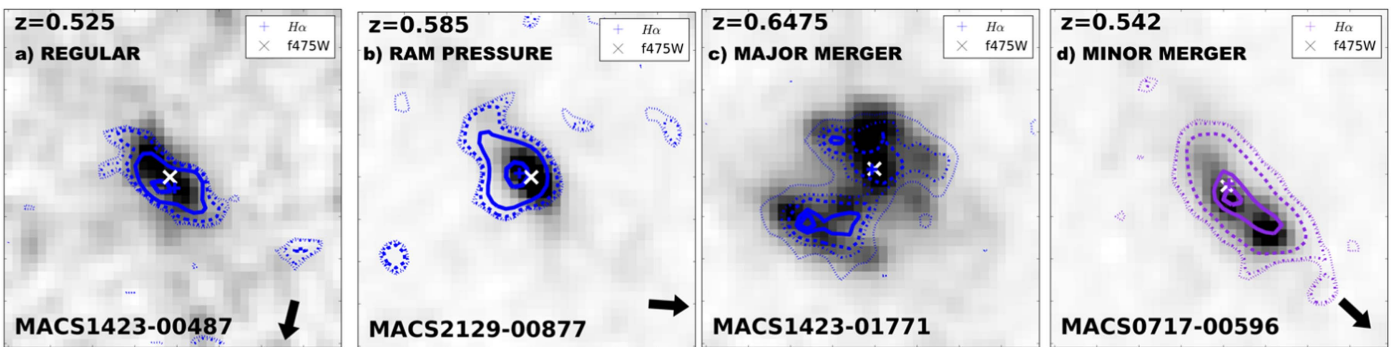 z=0.525
Hα
f475W
a) REGULAR
MACS1423-00487
z=0.585
Hα
f475W
b) RAM PRESSURE
MACS2129-00877
z=0.6475
Hα
f475W
c) MAJOR MERGER
MACS1423-01771
z=0.542
Hα
f475W
d) MINOR MERGER
MACS0717-00596